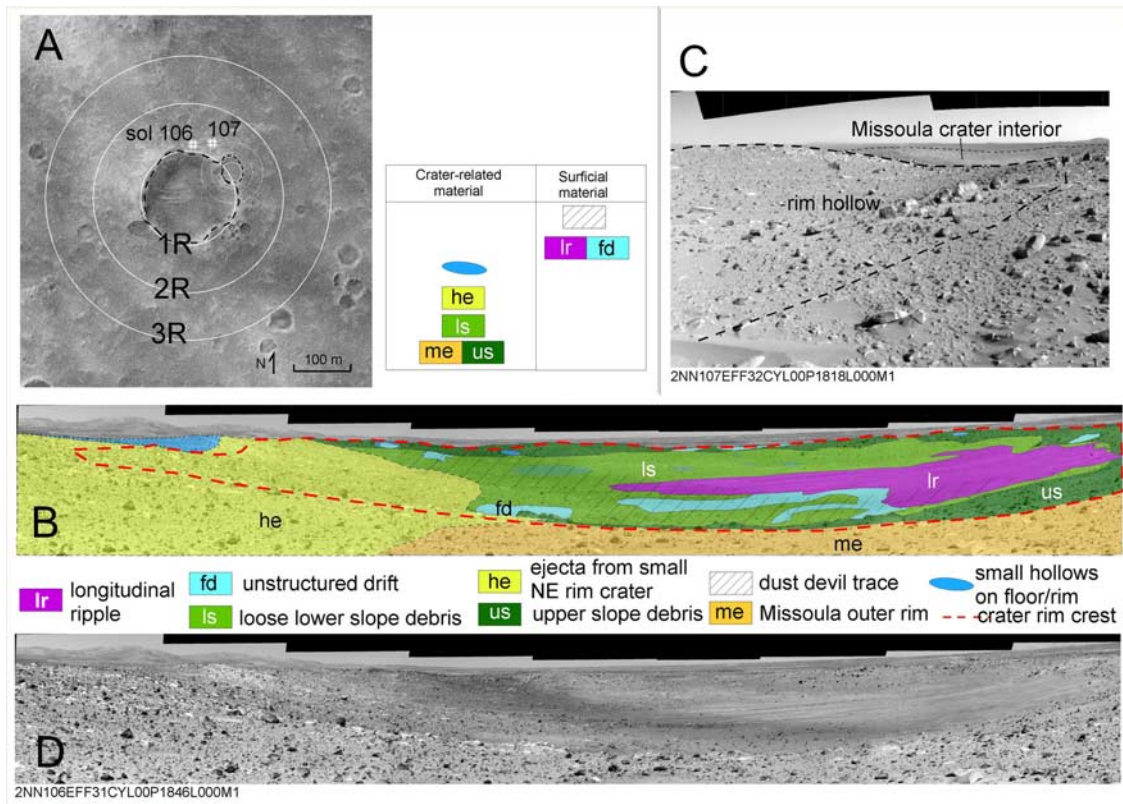 A
sol 106 107
1R
2R
3R
N
100 m
Crater-related
material
Surficial
material
lr fd
he
ls
me us
C
Missoula crater interior
rim hollow
2NN107EFF32CYL00P1818L000M1
B
he
fd
ls
lr
us
me
lr longitudinal
ripple
fd unstructured drift
ls loose lower slope debris
he ejecta from small
NE rim crater
us upper slope debris
dust devil trace
me Missoula outer rim
small hollows
on floor/rim
crater rim crest
D
2NN106EFF31CYL00P1846L000M1